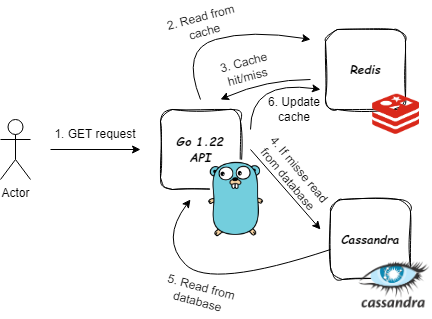 2. Read from
cache
3. Cache
hit/miss
Redis
6. Update
cache
1. GET request
Go 1.22
API
4. If misse read
from database
Actor
Cassandra
5. Read from
database
cassandra